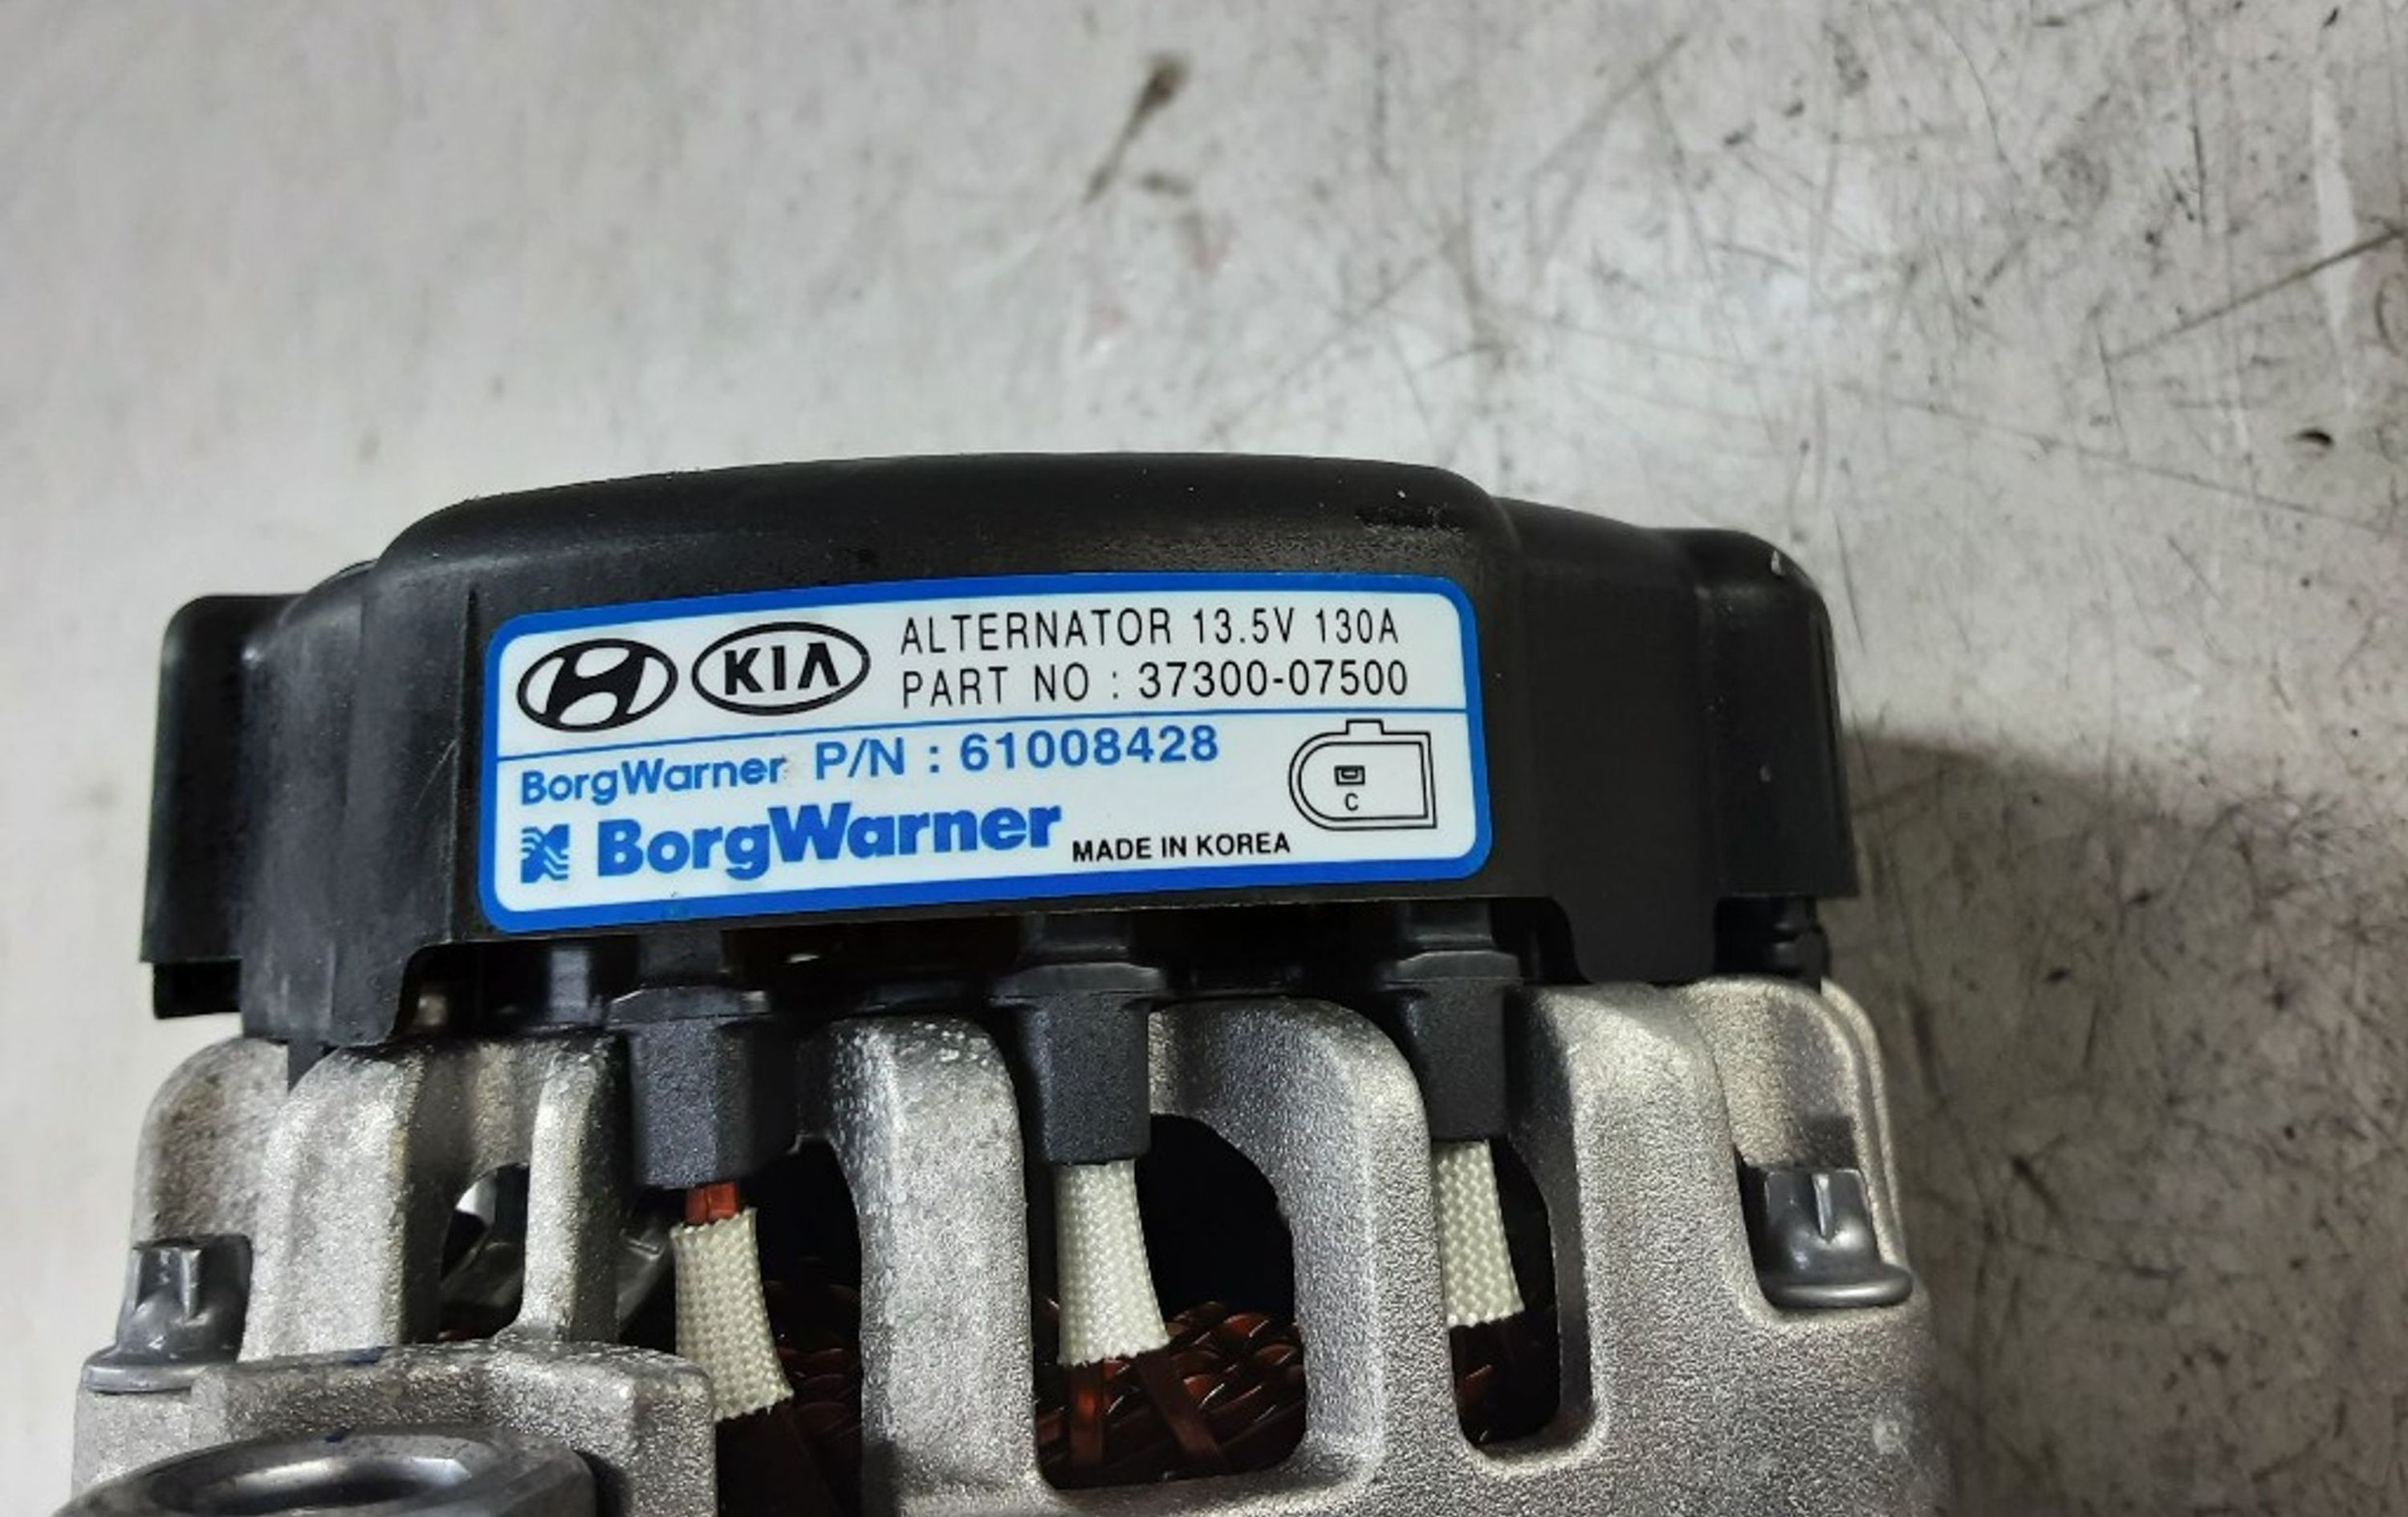 KIA ALTERNATOR 13.5V 130A
PART NO : 37300-07500
BorgWarner P/N : 61008428
BorgWarner MADE IN KOREA
C